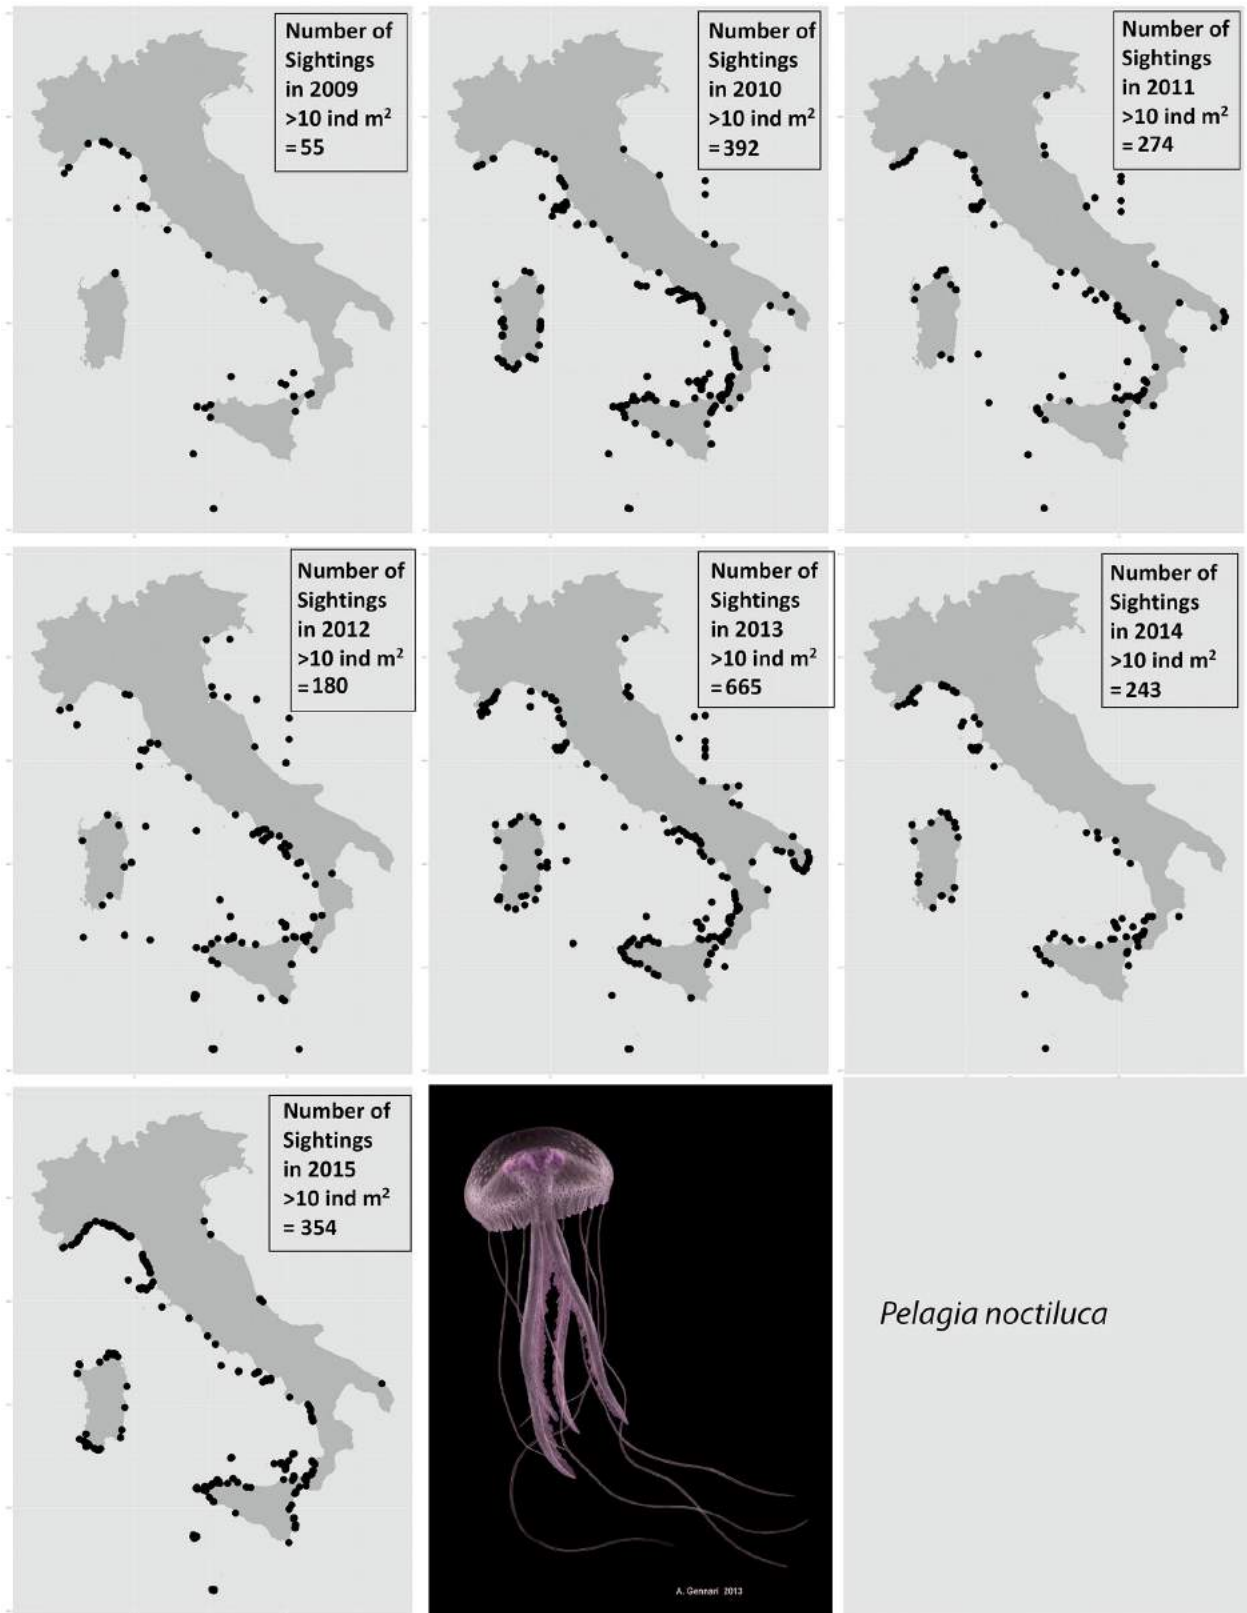 Number of
Sightings
in 2009
>10 ind m²
= 55
Number of
Sightings
in 2010
>10 ind m²
= 392
Number of
Sightings
in 2011
>10 ind m²
= 274
Number of
Sightings
in 2012
>10 ind m²
= 180
Number of
Sightings
in 2013
>10 ind m²
= 665
Number of
Sightings
in 2014
>10 ind m²
= 243
Number of
Sightings
in 2015
>10 ind m²
= 354
A. Gennari 2013
Pelagia noctiluca